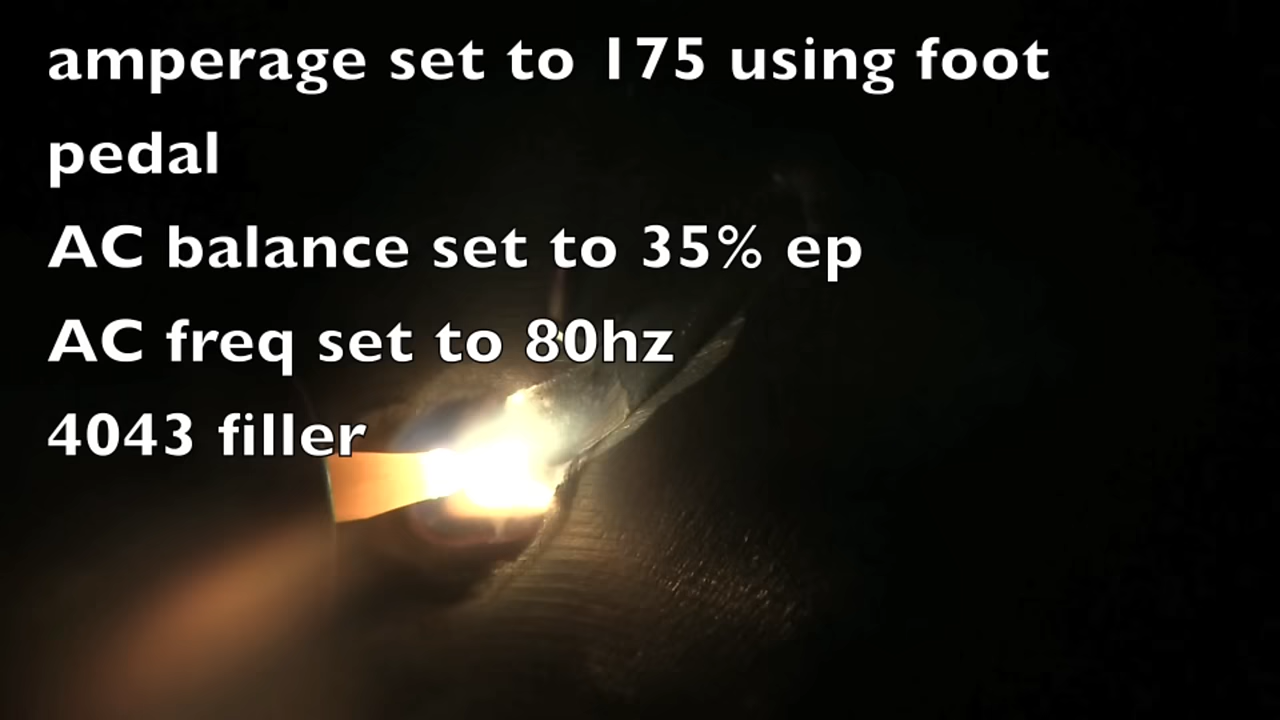 amperage set to 175 using foot
pedal
AC balance set to 35% ep
AC freq set to 80hz
4043 filler